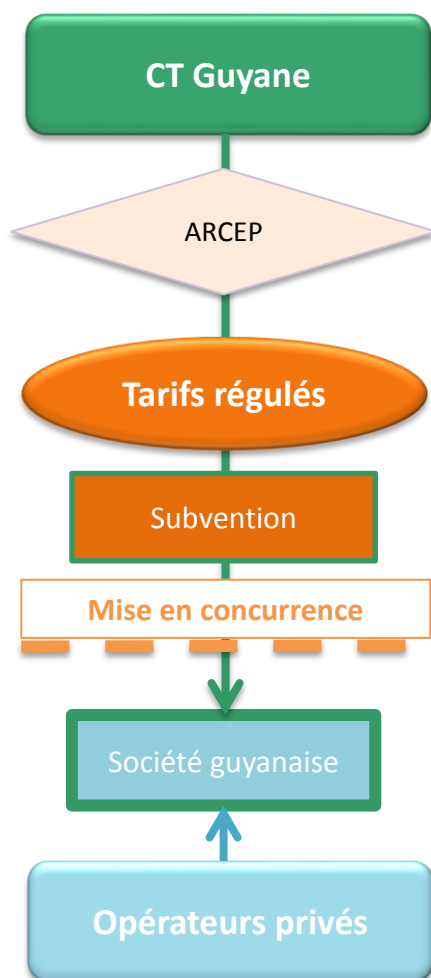 CT Guyane
ARCEP
Tarifs régulés
Subvention
Mise en concurrence
Société guyanaise
Opérateurs privés